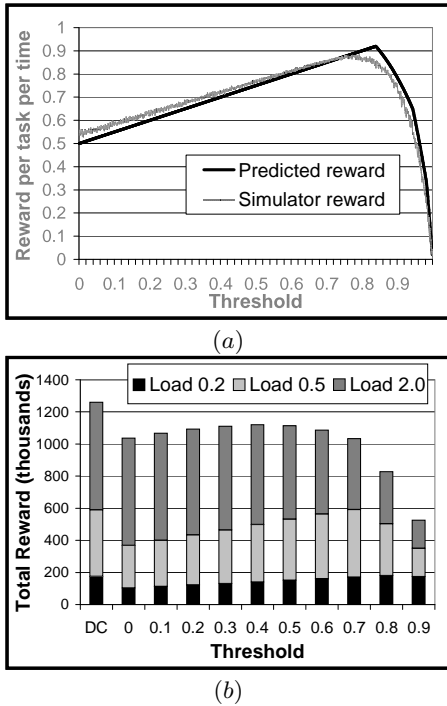 1
0.9
0.8
0.7
0.6
0.5
0.4
0.3
0.2
0.1
0
Reward per task per time
Predicted reward
Simulator reward
0 0.1 0.2 0.3 0.4 0.5 0.6 0.7 0.8 0.9
Threshold
(a)
Load 0.2 Load 0.5 Load 2.0
1400
1200
1000
800
600
400
200
0
Total Reward (thousands)
DC 0 0.1 0.2 0.3 0.4 0.5 0.6 0.7 0.8 0.9
Threshold
(b)